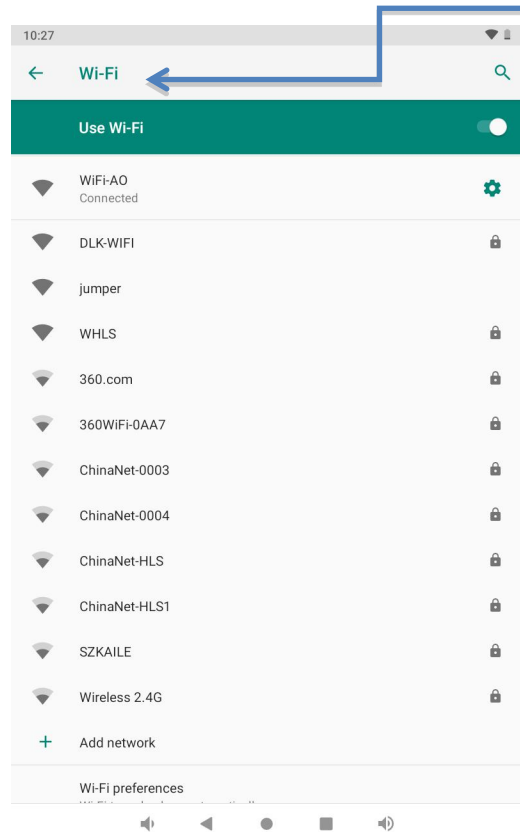 10:27
Wi-Fi
Use Wi-Fi
WiFi-AO
Connected
DLK-WIFI
jumper
WHLS
360.com
360WiFi-0AA7
ChinaNet-0003
ChinaNet-0004
ChinaNet-HLS
ChinaNet-HLS1
SZKAILE
Wireless 2.4G
Add network
Wi-Fi preferences